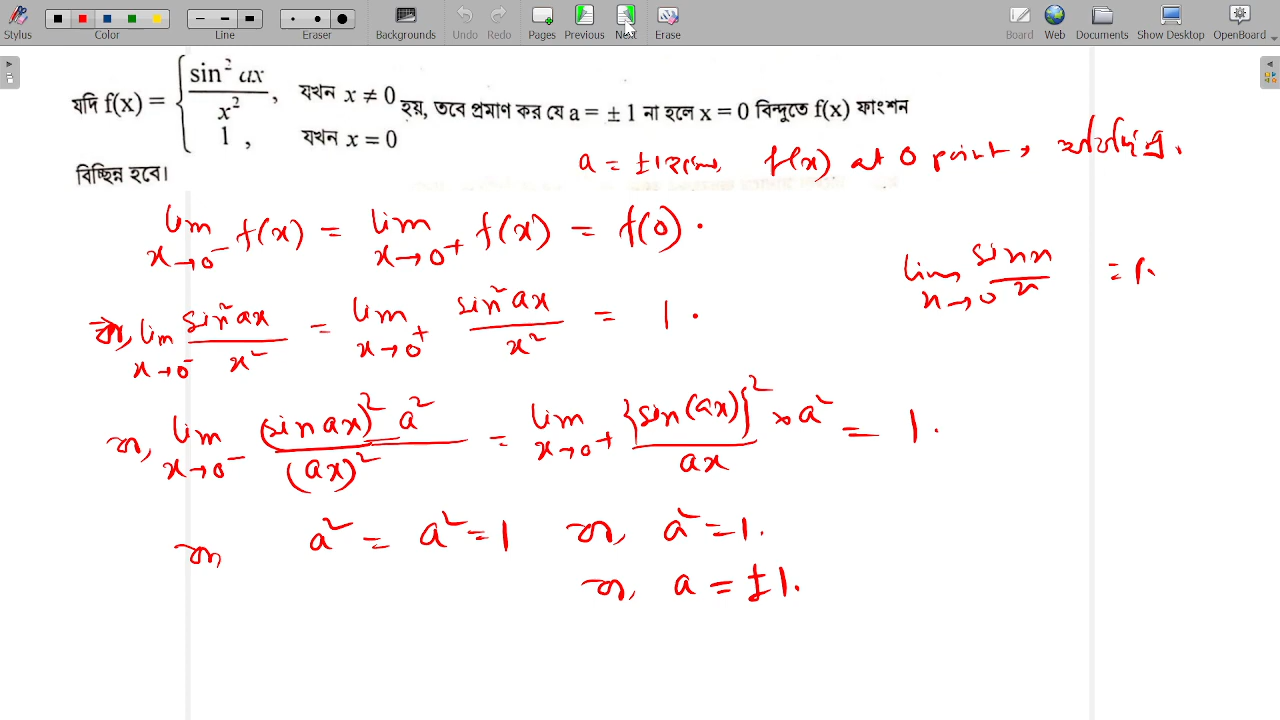 Stylus Color Line Eraser Backgrounds Undo Redo Pages Previous Next Erase Board Web Documents Show Desktop OpenBoard
যদি f(x) = { sin² ax / x² , যখন x ≠ 0
1 , যখন x = 0
হয়, তবে প্রমাণ কর যে a = ± 1 না হলে x = 0 বিন্দুতে f(x) ফাংশন
বিচ্ছিন্ন হবে।
a = ±1 f(x) at 0 point,
lim x→0⁻ f(x) = lim x→0⁺ f(x) = f(0).
lim x→0 sin x / x = 1.
বা, lim x→0⁻ sin² ax / x² = lim x→0⁺ sin² ax / x² = 1.
বা, lim x→0⁻ (sin ax)² a² / (ax)² = lim x→0⁺ {sin(ax)}² / ax × a² = 1.
বা a² = a² = 1 বা, a² = 1.
বা, a = ±1.